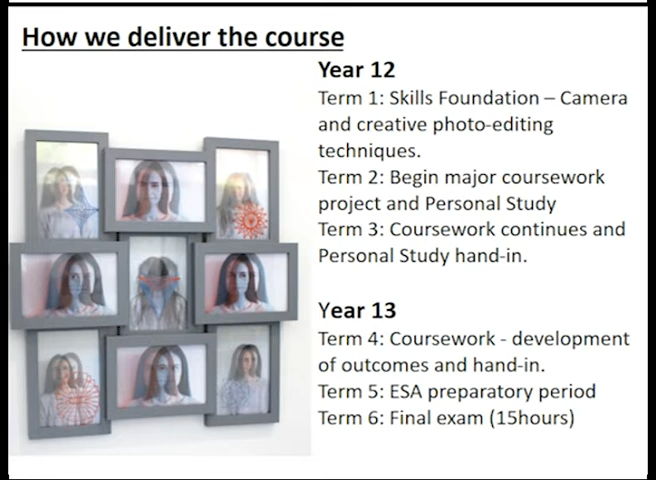 How we deliver the course
Year 12
Term 1: Skills Foundation – Camera
and creative photo-editing
techniques.
Term 2: Begin major coursework
project and Personal Study
Term 3: Coursework continues and
Personal Study hand-in.
Year 13
Term 4: Coursework - development
of outcomes and hand-in.
Term 5: ESA preparatory period
Term 6: Final exam (15hours)